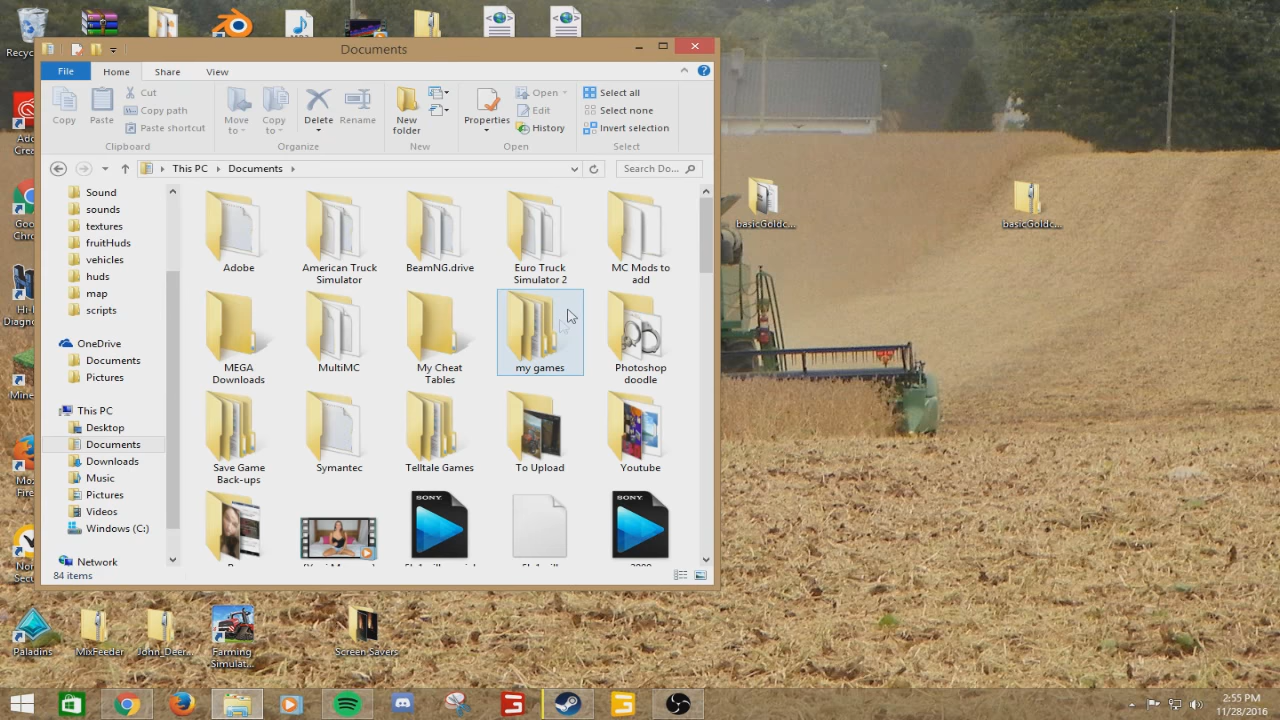 Documents
File
Home
Share
View
Copy
Paste
Cut
Copy path
Paste shortcut
Clipboard
Move to
Copy to
Delete
Rename
Organize
New folder
New
Properties
Open
Edit
History
Open
Select all
Select none
Invert selection
Select
This PC
Documents
Search Do...
Sound
sounds
textures
fruitHuds
vehicles
huds
map
scripts
OneDrive
Documents
Pictures
This PC
Desktop
Documents
Downloads
Music
Pictures
Videos
Windows (C:)
Network
84 items
Adobe
American Truck
Simulator
BeamNG.drive
Euro Truck
Simulator 2
MC Mods to
add
MEGA
Downloads
MultiMC
My Cheat
Tables
my games
Photoshop
doodle
Save Game
Back-ups
Symantec
Telltale Games
To Upload
Youtube
SONY
SONY
basicGoldc...
basicGoldc...
Paladins
MixFeeder
John_Deer...
Farming
Simulat...
Screen Savers
2:55 PM
11/28/2016